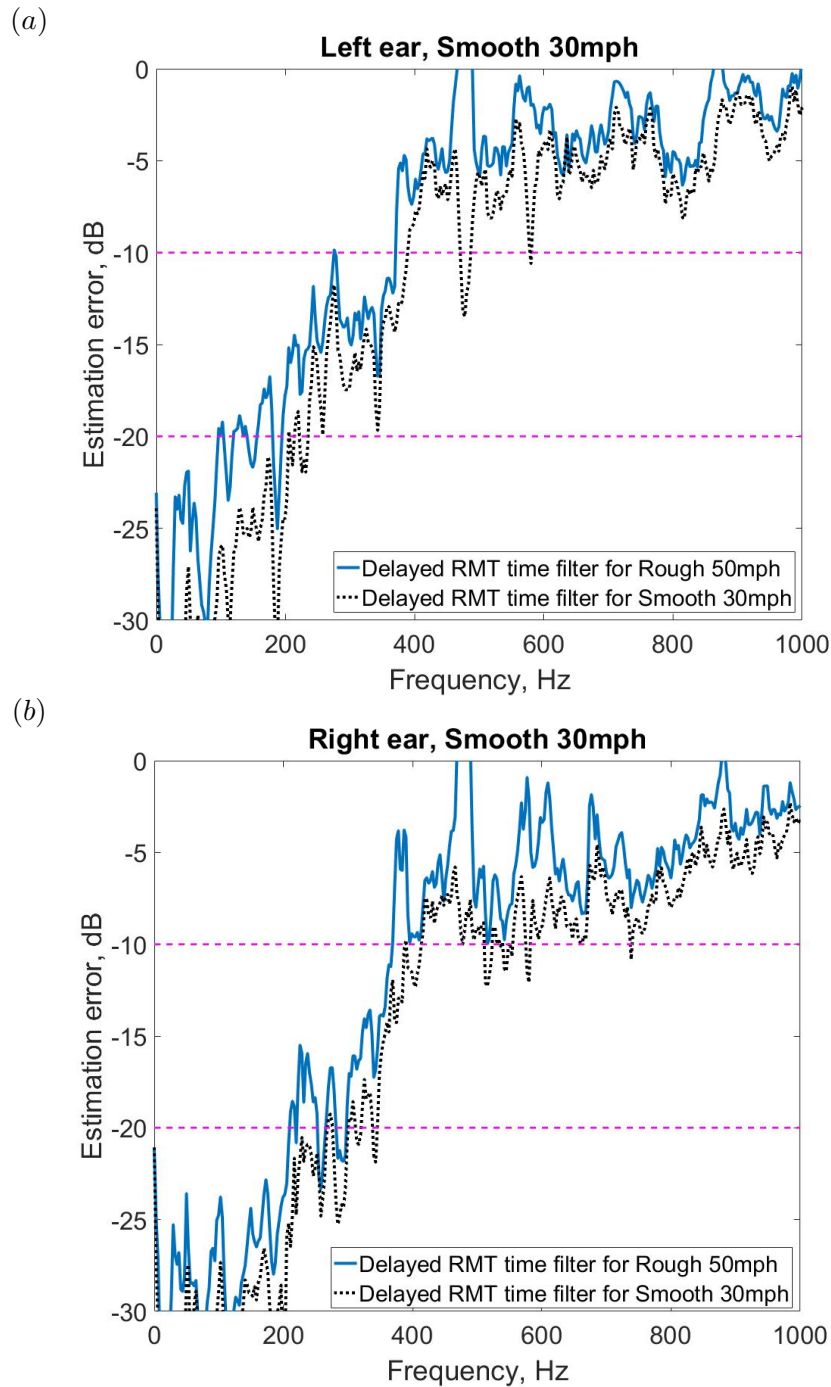 (a)
Left ear, Smooth 30mph
0
-5
-10
-15
-20
-25
-30
Estimation error, dB
Delayed RMT time filter for Rough 50mph
Delayed RMT time filter for Smooth 30mph
0 200 400 600 800 1000
Frequency, Hz
(b)
Right ear, Smooth 30mph
0
-5
-10
-15
-20
-25
-30
Estimation error, dB
Delayed RMT time filter for Rough 50mph
Delayed RMT time filter for Smooth 30mph
0 200 400 600 800 1000
Frequency, Hz